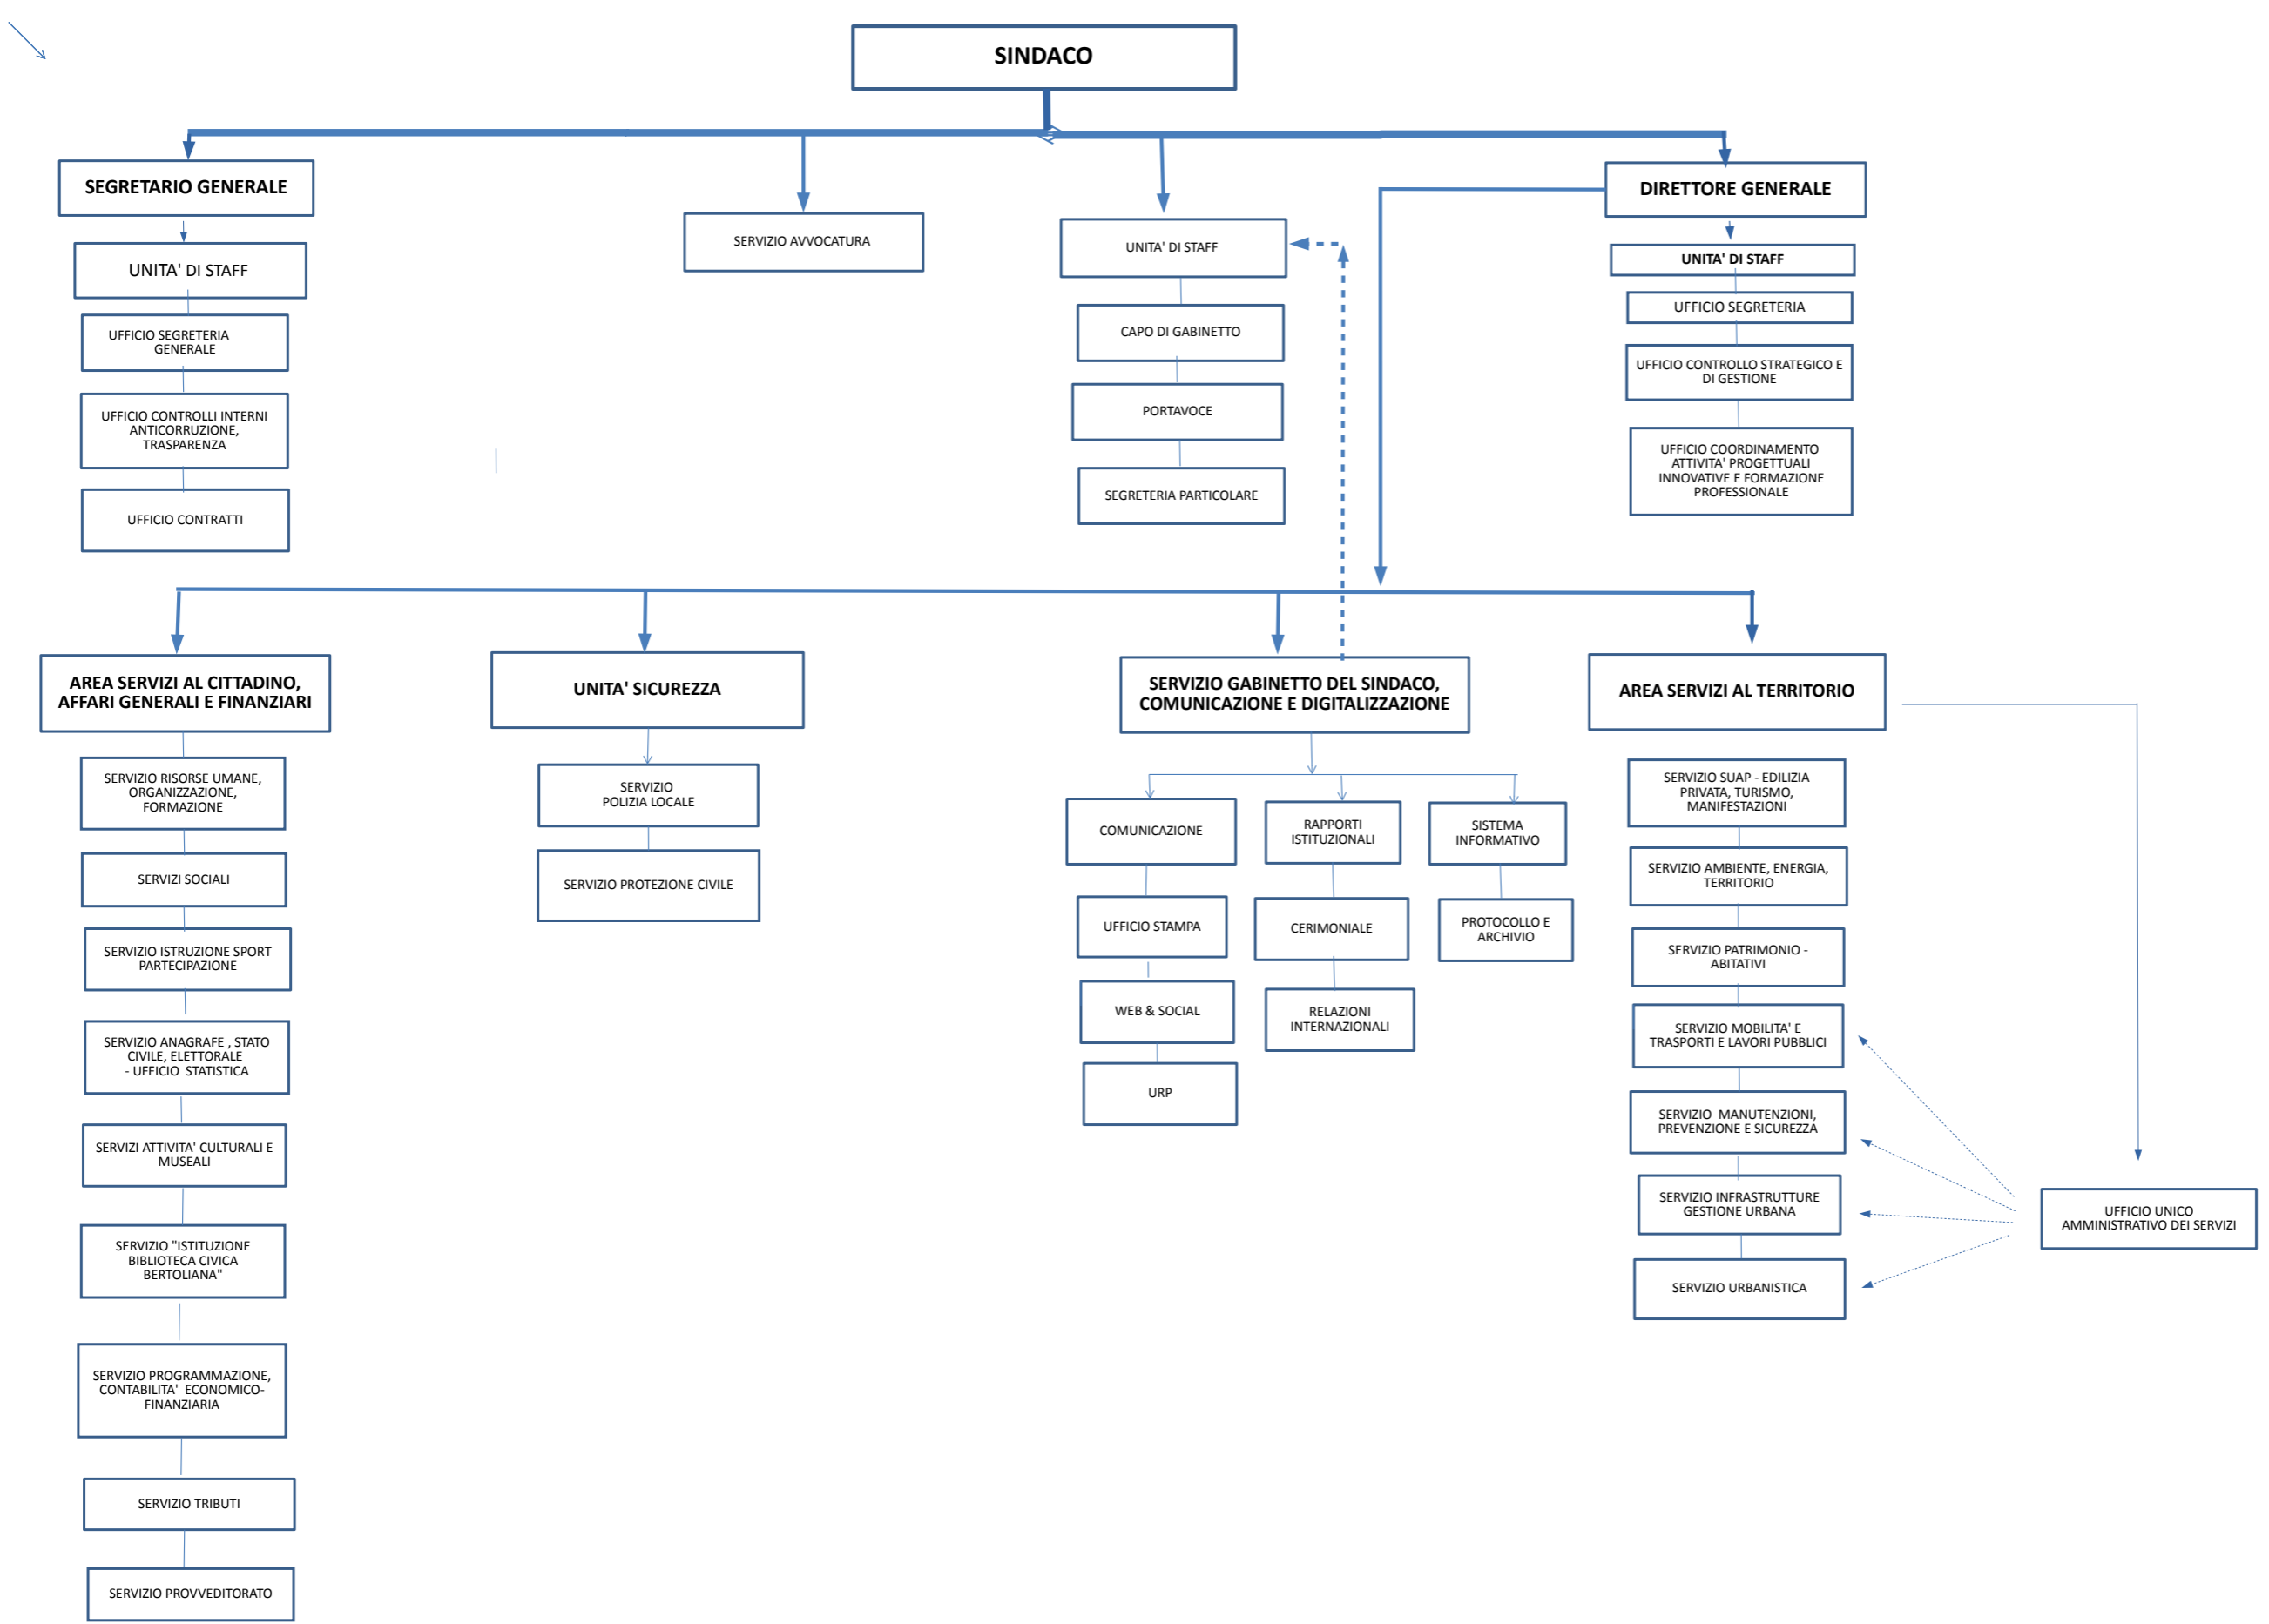 SINDACO
SEGRETARIO GENERALE
UNITA' DI STAFF
UFFICIO SEGRETERIA
GENERALE
UFFICIO CONTROLLI INTERNI
ANTICORRUZIONE,
TRASPARENZA
UFFICIO CONTRATTI
SERVIZIO AVVOCATURA
UNITA' DI STAFF
CAPO DI GABINETTO
PORTAVOCE
SEGRETERIA PARTICOLARE
DIRETTORE GENERALE
UNITA' DI STAFF
UFFICIO SEGRETERIA
UFFICIO CONTROLLO STRATEGICO E
DI GESTIONE
UFFICIO COORDINAMENTO
ATTIVITA' PROGETTUALI
INNOVATIVE E FORMAZIONE
PROFESSIONALE
AREA SERVIZI AL CITTADINO,
AFFARI GENERALI E FINANZIARI
SERVIZIO RISORSE UMANE,
ORGANIZZAZIONE,
FORMAZIONE
SERVIZI SOCIALI
SERVIZIO ISTRUZIONE SPORT
PARTECIPAZIONE
SERVIZIO ANAGRAFE , STATO
CIVILE, ELETTORALE
- UFFICIO  STATISTICA
SERVIZI ATTIVITA' CULTURALI E
MUSEALI
SERVIZIO "ISTITUZIONE
BIBLIOTECA CIVICA
BERTOLIANA"
SERVIZIO PROGRAMMAZIONE,
CONTABILITA'  ECONOMICO-
FINANZIARIA
SERVIZIO TRIBUTI
SERVIZIO PROVVEDITORATO
UNITA' SICUREZZA
SERVIZIO
POLIZIA LOCALE
SERVIZIO PROTEZIONE CIVILE
SERVIZIO GABINETTO DEL SINDACO,
COMUNICAZIONE E DIGITALIZZAZIONE
COMUNICAZIONE
UFFICIO STAMPA
WEB & SOCIAL
URP
RAPPORTI
ISTITUZIONALI
CERIMONIALE
RELAZIONI
INTERNAZIONALI
SISTEMA
INFORMATIVO
PROTOCOLLO E
ARCHIVIO
AREA SERVIZI AL TERRITORIO
SERVIZIO SUAP - EDILIZIA
PRIVATA, TURISMO,
MANIFESTAZIONI
SERVIZIO AMBIENTE, ENERGIA,
TERRITORIO
SERVIZIO PATRIMONIO -
ABITATIVI
SERVIZIO MOBILITA' E
TRASPORTI E LAVORI PUBBLICI
SERVIZIO  MANUTENZIONI,
PREVENZIONE E SICUREZZA
SERVIZIO INFRASTRUTTURE
GESTIONE URBANA
SERVIZIO URBANISTICA
UFFICIO UNICO
AMMINISTRATIVO DEI SERVIZI